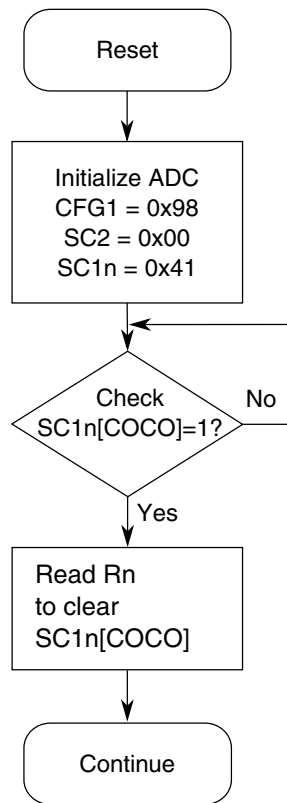 Reset
Initialize ADC
CFG1 = 0x98
SC2 = 0x00
SC1n = 0x41
Check
SC1n[COCO]=1?
No
Yes
Read Rn
to clear
SC1n[COCO]
Continue